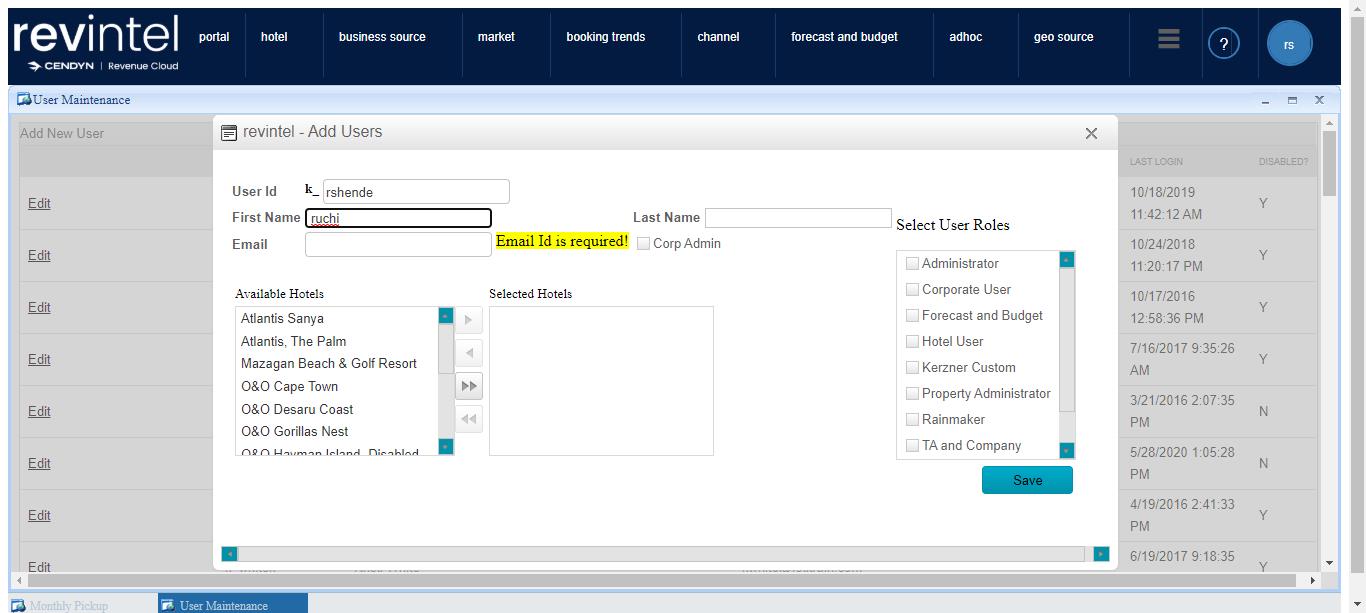 revintel
CENDYN | Revenue Cloud
portal
hotel
business source
market
booking trends
channel
forecast and budget
adhoc
geo source
?
rs
User Maintenance
Add New User
revintel - Add Users
LAST LOGIN
DISABLED?
User Id k_ rshende
First Name ruchi
Last Name
Email
Email Id is required!
Corp Admin
Select User Roles
Administrator
Corporate User
Forecast and Budget
Hotel User
Kerzner Custom
Property Administrator
Rainmaker
TA and Company
Save
Available Hotels
Atlantis Sanya
Atlantis, The Palm
Mazagan Beach & Golf Resort
O&O Cape Town
O&O Desaru Coast
O&O Gorillas Nest
O&O Hayman Island- Disabled
Selected Hotels
Edit
10/18/2019
11:42:12 AM
Y
Edit
10/24/2018
11:20:17 PM
Y
Edit
10/17/2016
12:58:36 PM
Y
Edit
7/16/2017 9:35:26
AM
Y
Edit
3/21/2016 2:07:35
PM
N
Edit
5/28/2020 1:05:28
PM
N
Edit
4/19/2016 2:41:33
PM
Y
Edit
6/19/2017 9:18:35
Y
Monthly Pickup
User Maintenance